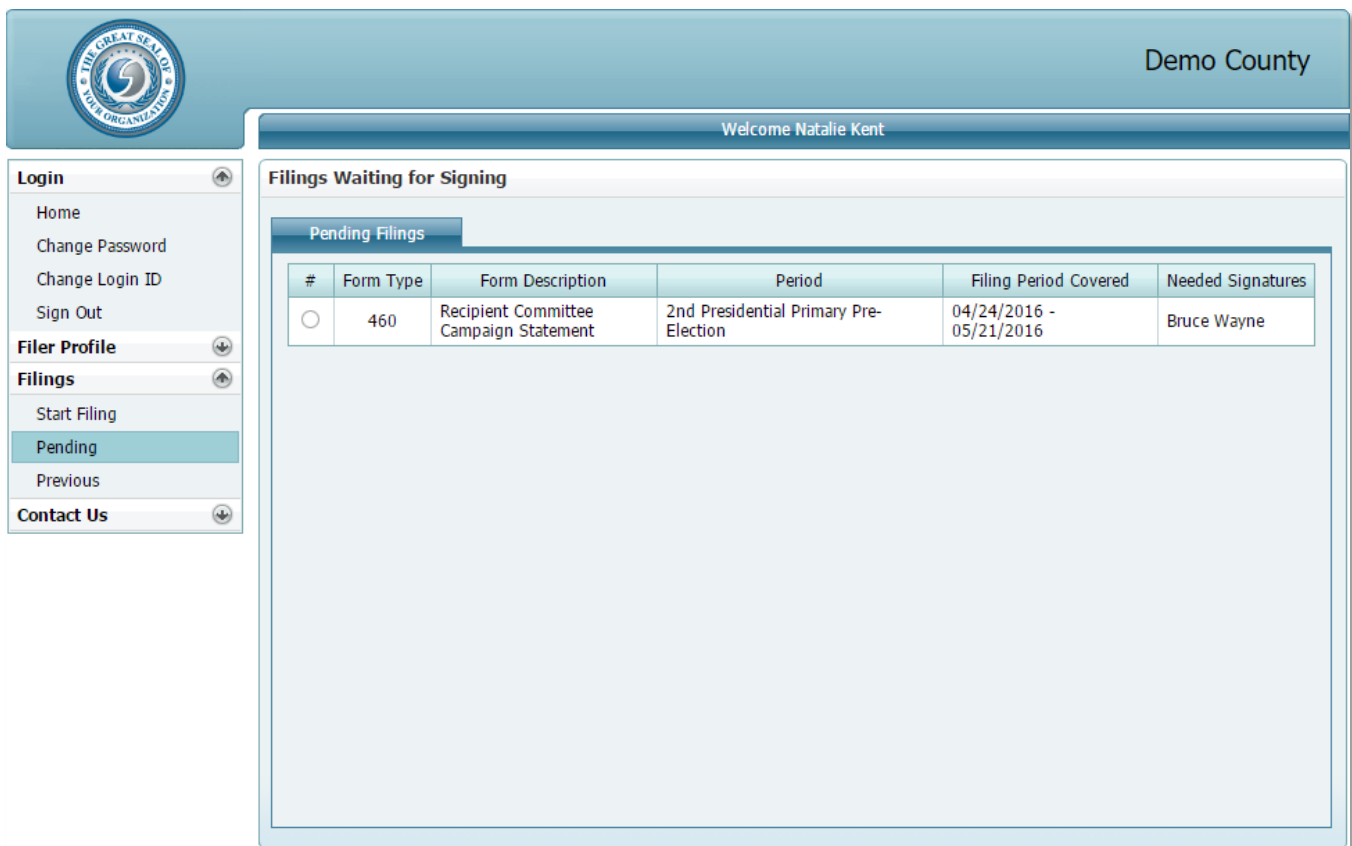 THE GREAT SEAL OF
YOUR ORGANIZATION
Demo County
Welcome Natalie Kent
Login
Home
Change Password
Change Login ID
Sign Out
Filer Profile
Filings
Start Filing
Pending
Previous
Contact Us
Filings Waiting for Signing
Pending Filings
# Form Type Form Description Period Filing Period Covered Needed Signatures
460 Recipient Committee 2nd Presidential Primary Pre- 04/24/2016 - Bruce Wayne
Campaign Statement Election 05/21/2016